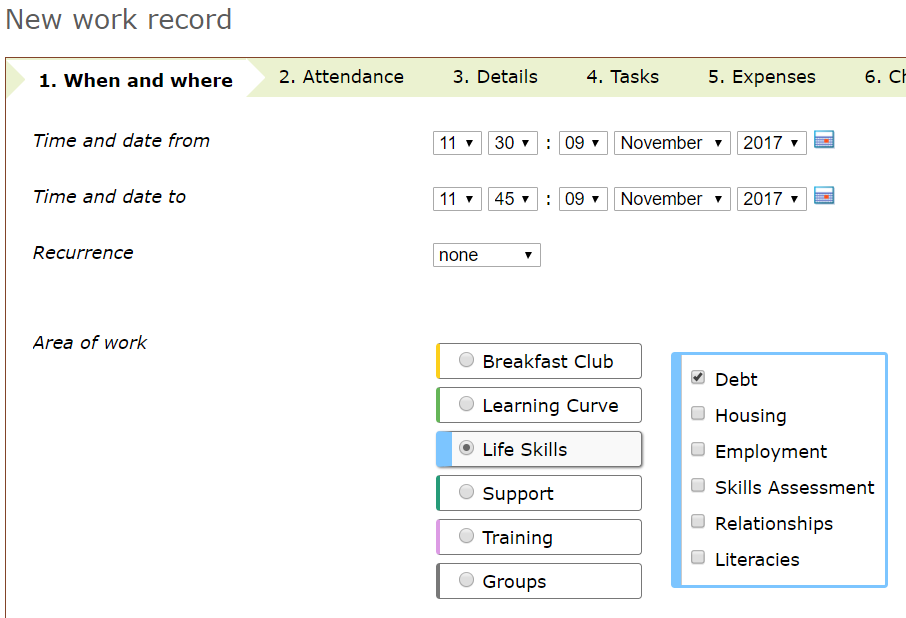 New work record
1. When and where 2. Attendance 3. Details 4. Tasks 5. Expenses 6. Ch
Time and date from 11 30 : 09 November 2017
Time and date to 11 45 : 09 November 2017
Recurrence none
Area of work
Breakfast Club
Learning Curve
Life Skills
Support
Training
Groups
Debt
Housing
Employment
Skills Assessment
Relationships
Literacies